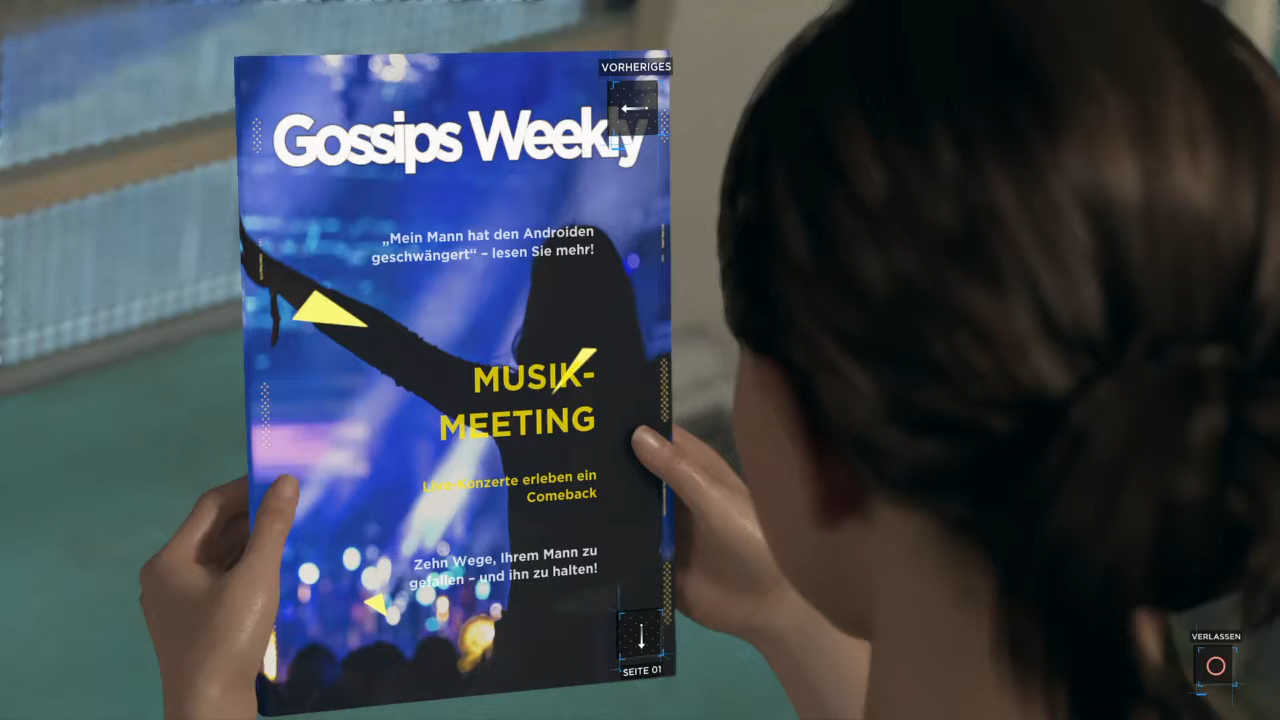 VORHERIGES
Gossips Weekly
„Mein Mann hat den Androiden
geschwängert“ – lesen Sie mehr!
MUSIK-
MEETING
Live-Konzerte erleben ein
Comeback
Zehn Wege, Ihrem Mann zu
gefallen – und ihn zu halten!
SEITE 01
VERLASSEN